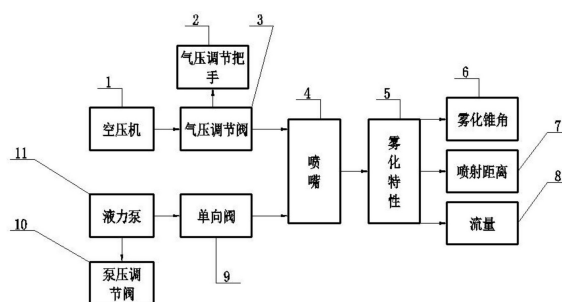 2
3
气压调节把
手
4
5
6
1
空压机
气压调节阀
雾化锥角
7
喷
嘴
雾
化
特
性
喷射距离
8
11
液力泵
单向阀
流量
10
泵压调
节阀
9